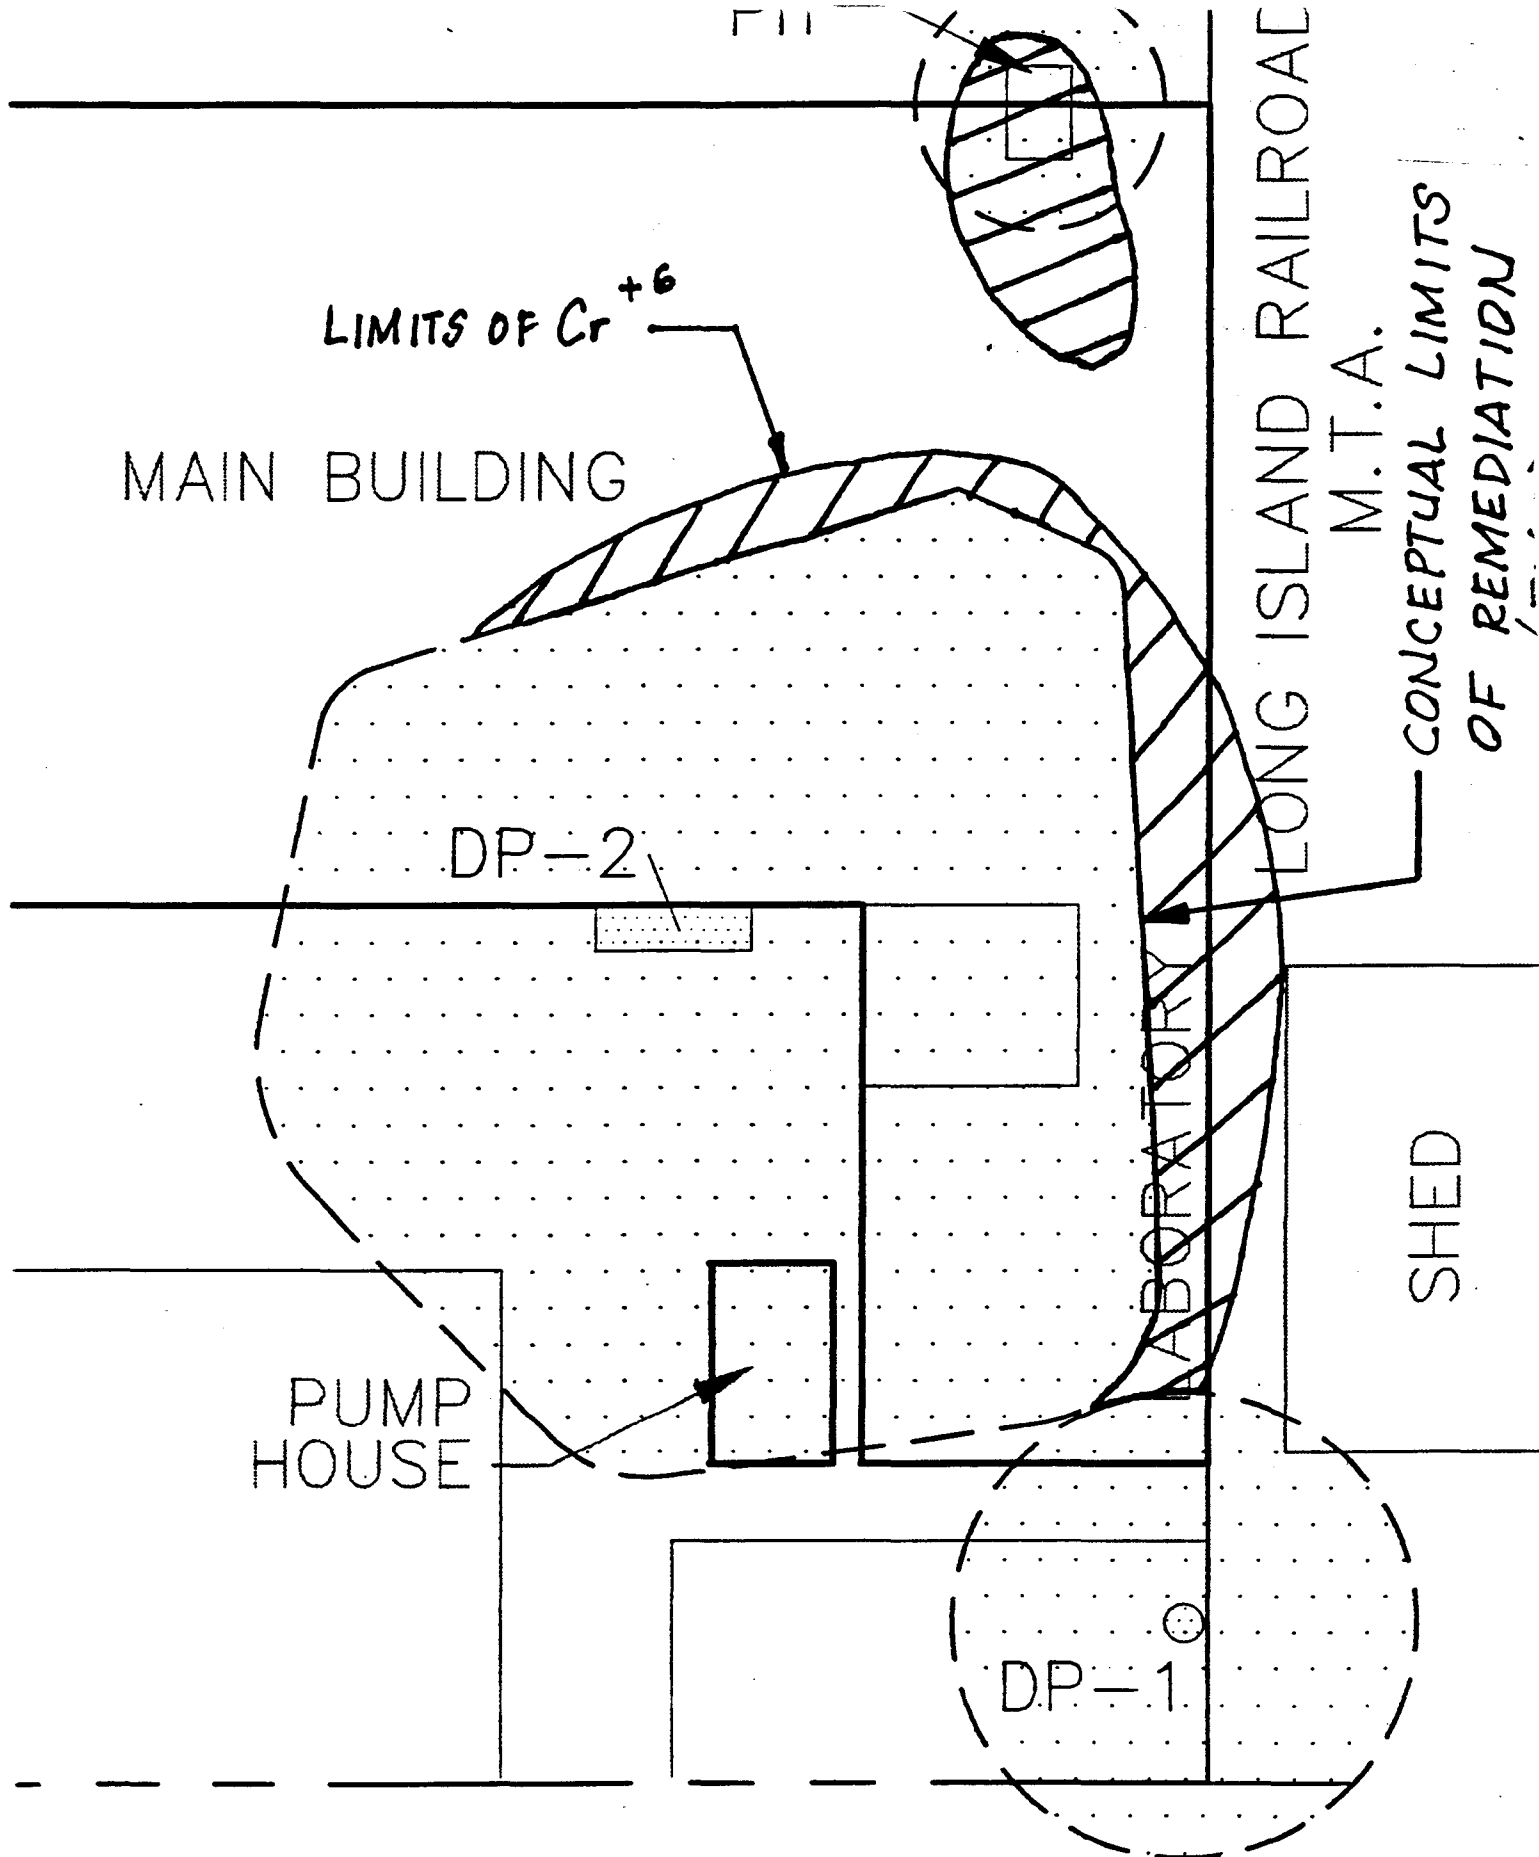 LIMITS OF Cr +6
MAIN BUILDING
LONG ISLAND RAILROAD
M.T.A.
CONCEPTUAL LIMITS
OF REMEDIATION
DP-2
LABORATORY
SHED
PUMP
HOUSE
DP-1